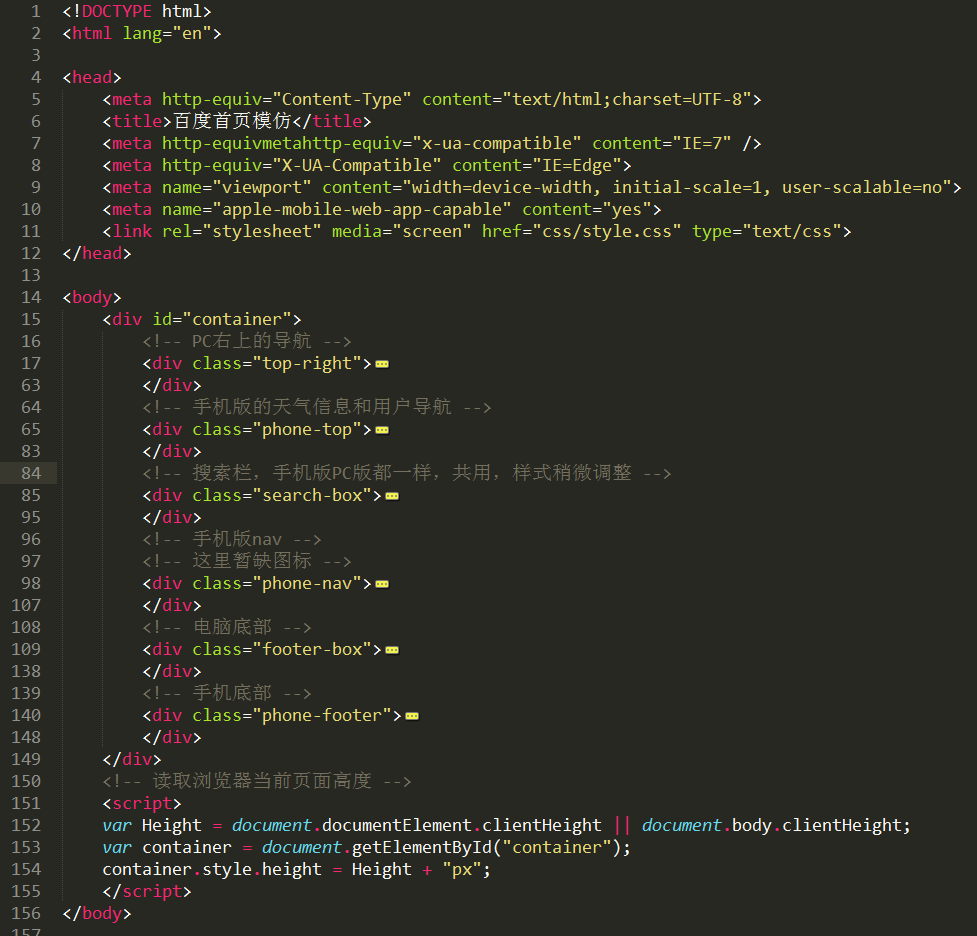 1 <!DOCTYPE html>
2 <html lang="en">
3
4 <head>
5 <meta http-equiv="Content-Type" content="text/html;charset=UTF-8">
6 <title>百度首页模仿</title>
7 <meta http-equivmetahttp-equiv="x-ua-compatible" content="IE=7" />
8 <meta http-equiv="X-UA-Compatible" content="IE=Edge">
9 <meta name="viewport" content="width=device-width, initial-scale=1, user-scalable=no">
10 <meta name="apple-mobile-web-app-capable" content="yes">
11 <link rel="stylesheet" media="screen" href="css/style.css" type="text/css">
12 </head>
13
14 <body>
15 <div id="container">
16 <!-- PC右上的导航 -->
17 <div class="top-right">
63 </div>
64 <!-- 手机版的天气信息和用户导航 -->
65 <div class="phone-top">
83 </div>
84 <!-- 搜索栏，手机版PC版都一样，共用，样式稍微调整 -->
85 <div class="search-box">
95 </div>
96 <!-- 手机版nav -->
97 <!-- 这里暂缺图标 -->
98 <div class="phone-nav">
107 </div>
108 <!-- 电脑底部 -->
109 <div class="footer-box">
138 </div>
139 <!-- 手机底部 -->
140 <div class="phone-footer">
148 </div>
149 </div>
150 <!-- 读取浏览器当前页面高度 -->
151 <script>
152 var Height = document.documentElement.clientHeight || document.body.clientHeight;
153 var container = document.getElementById("container");
154 container.style.height = Height + "px";
155 </script>
156 </body>
157